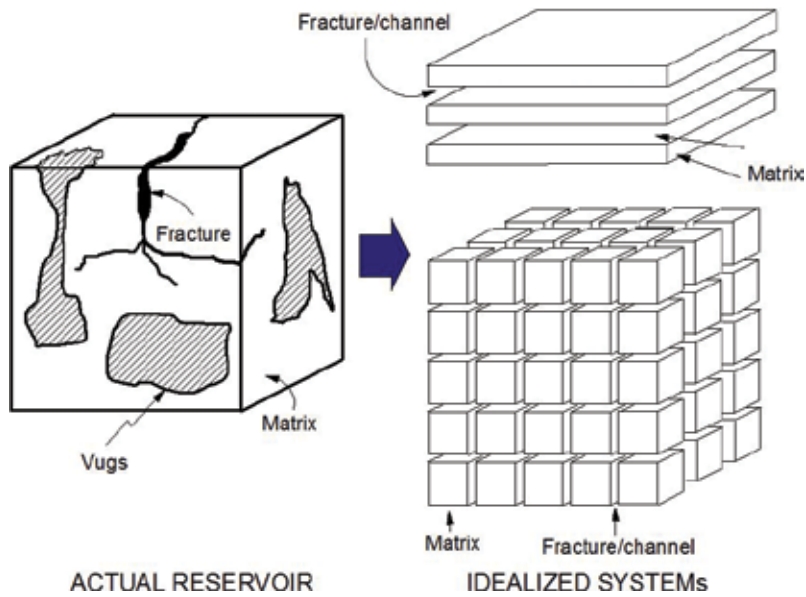 Fracture/channel
Matrix
Fracture
Matrix
Vugs
Matrix
Fracture/channel
ACTUAL RESERVOIR
IDEALIZED SYSTEMs